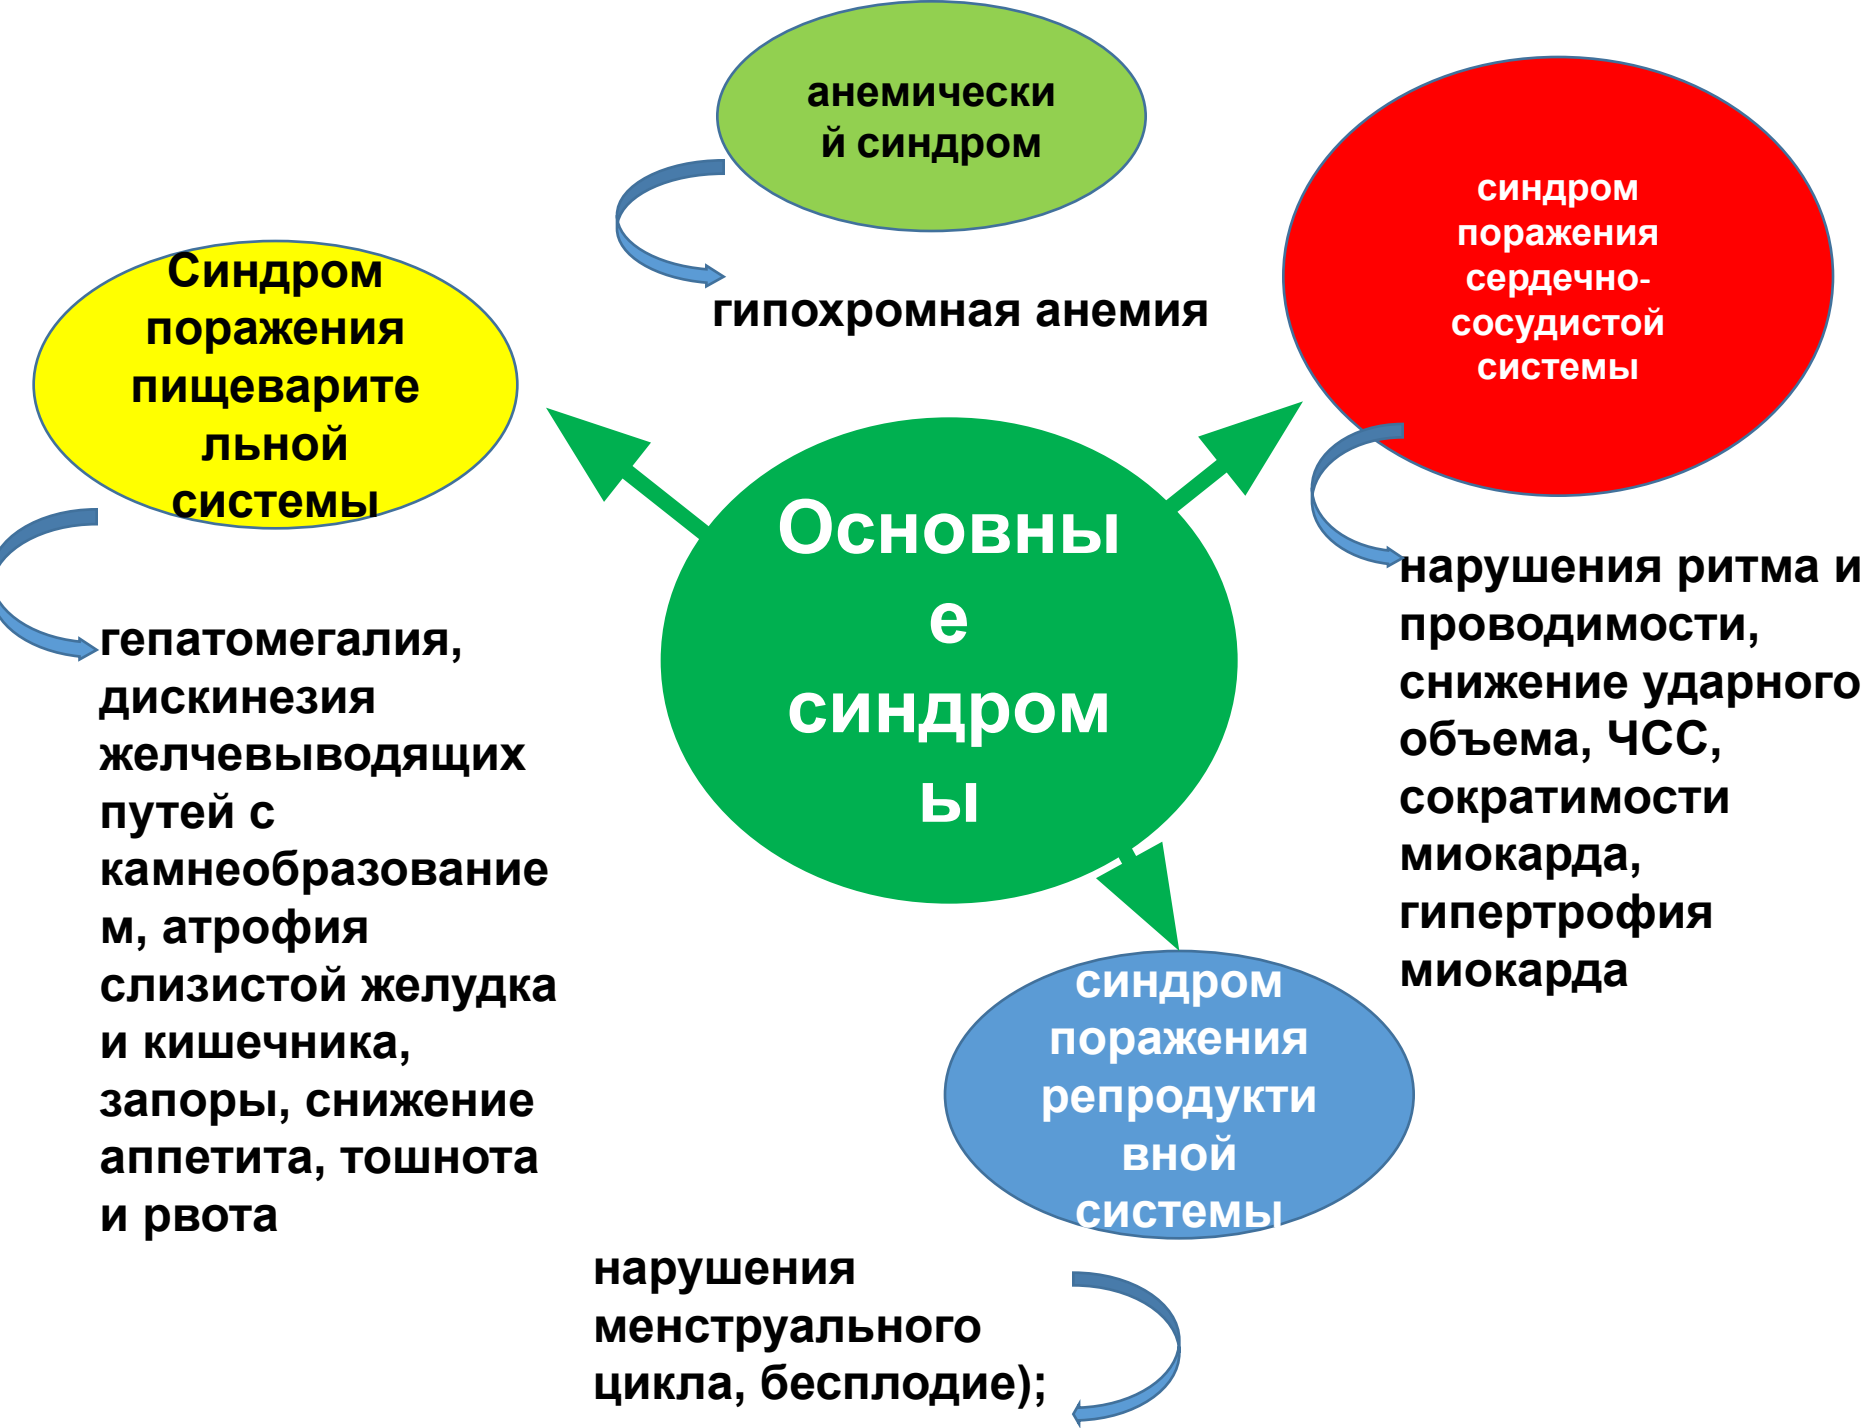 анемически
й синдром
гипохромная анемия
синдром
поражения
сердечно-
сосудистой
системы
Синдром
поражения
пищеварите
льной
системы
Основны
е
синдром
ы
нарушения ритма и
проводимости,
снижение ударного
объема, ЧСС,
сократимости
миокарда,
гипертрофия
миокарда
гепатомегалия,
дискинезия
желчевыводящих
путей с
камнеобразование
м, атрофия
слизистой желудка
и кишечника,
запоры, снижение
аппетита, тошнота
и рвота
синдром
поражения
репродукти
вной
системы
нарушения
менструального
цикла, бесплодие);